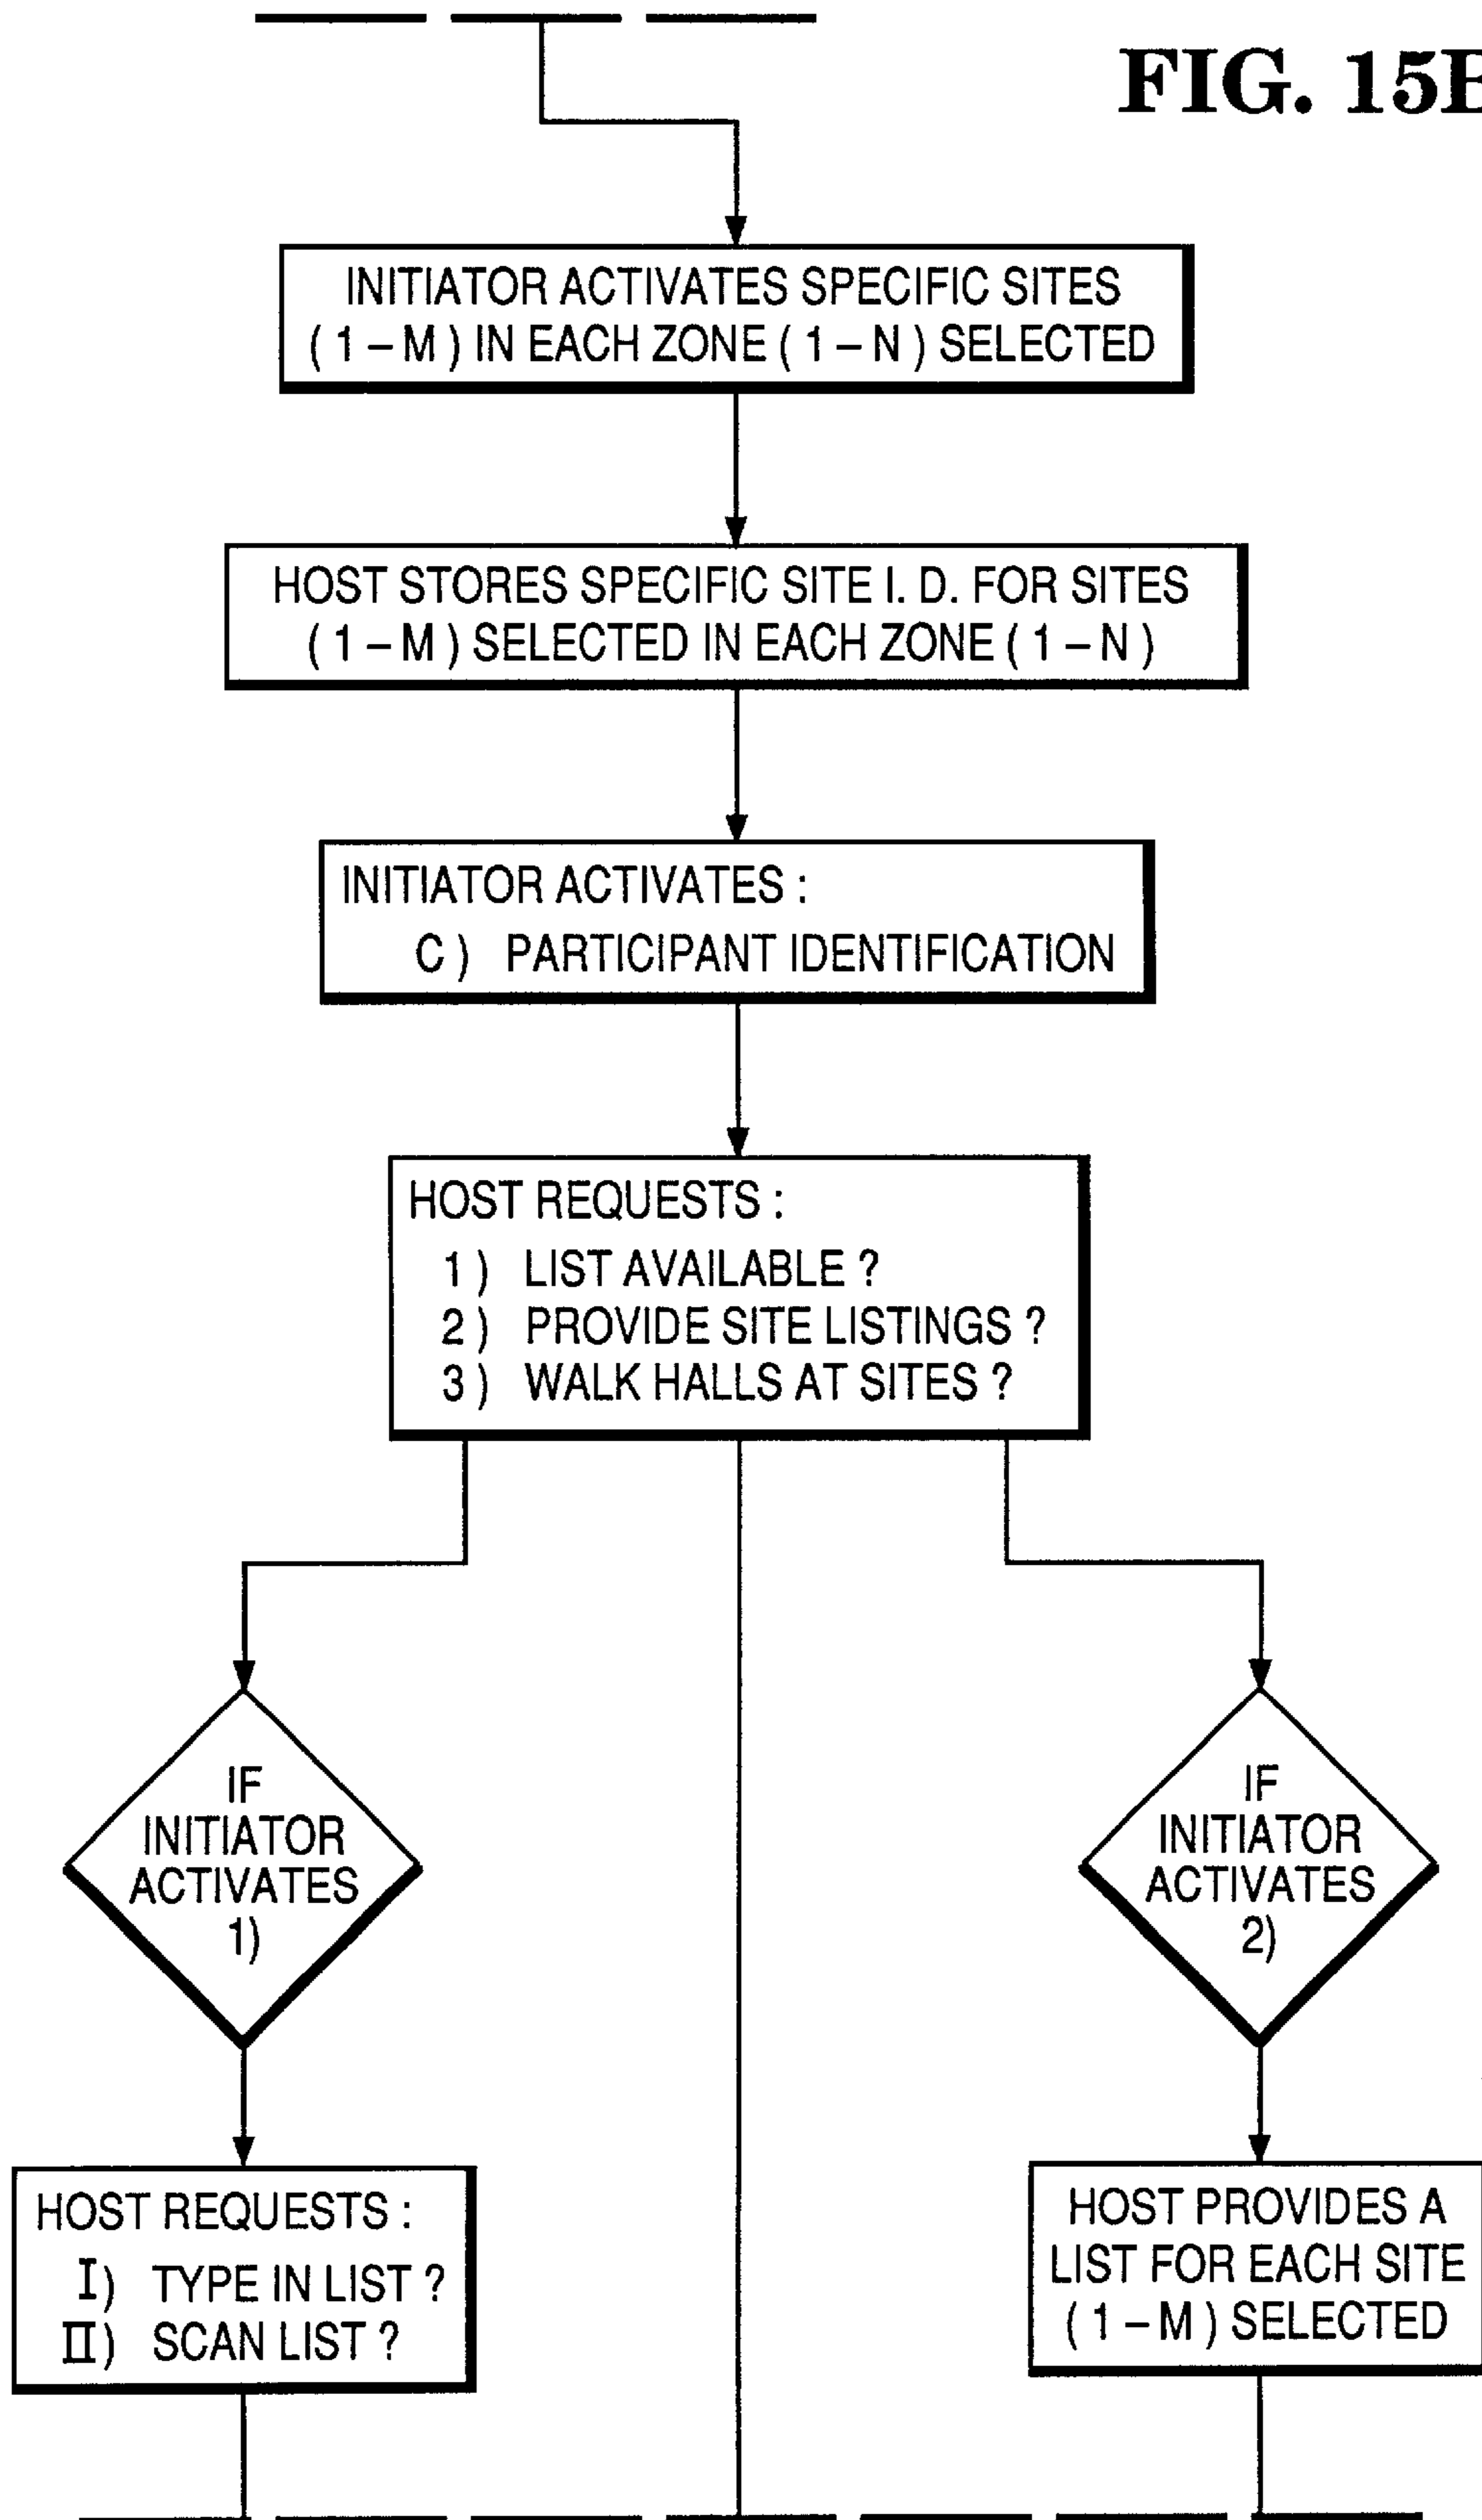 FIG. 15B
INITIATOR ACTIVATES SPECIFIC SITES
( 1 – M ) IN EACH ZONE ( 1 – N ) SELECTED
HOST STORES SPECIFIC SITE I. D. FOR SITES
( 1 – M ) SELECTED IN EACH ZONE ( 1 – N )
INITIATOR ACTIVATES :
C ) PARTICIPANT IDENTIFICATION
HOST REQUESTS :
1 ) LIST AVAILABLE ?
2 ) PROVIDE SITE LISTINGS ?
3 ) WALK HALLS AT SITES ?
IF
INITIATOR
ACTIVATES
1)
IF
INITIATOR
ACTIVATES
2)
HOST REQUESTS :
I) TYPE IN LIST ?
II) SCAN LIST ?
HOST PROVIDES A
LIST FOR EACH SITE
( 1 – M ) SELECTED